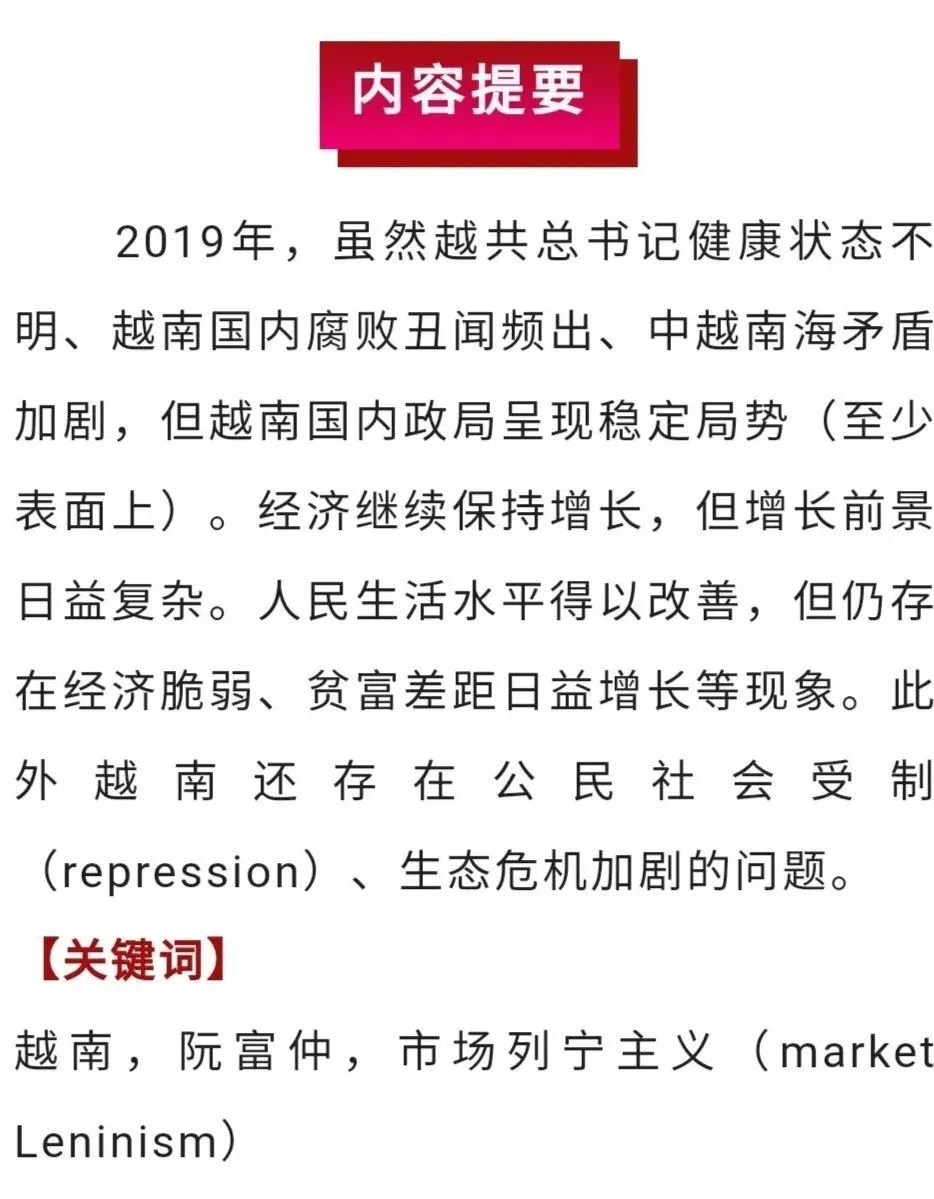 内容提要
2019年，虽然越共总书记健康状态不
明、越南国内腐败丑闻频出、中越南海矛盾
加剧，但越南国内政局呈现稳定局势（至少
表面上）。经济继续保持增长，但增长前景
日益复杂。人民生活水平得以改善，但仍存
在经济脆弱、贫富差距日益增长等现象。此
外越南还存在公民社会受制
（repression）、生态危机加剧的问题。
【关键词】
越南，阮富仲，市场列宁主义（market
Leninism）